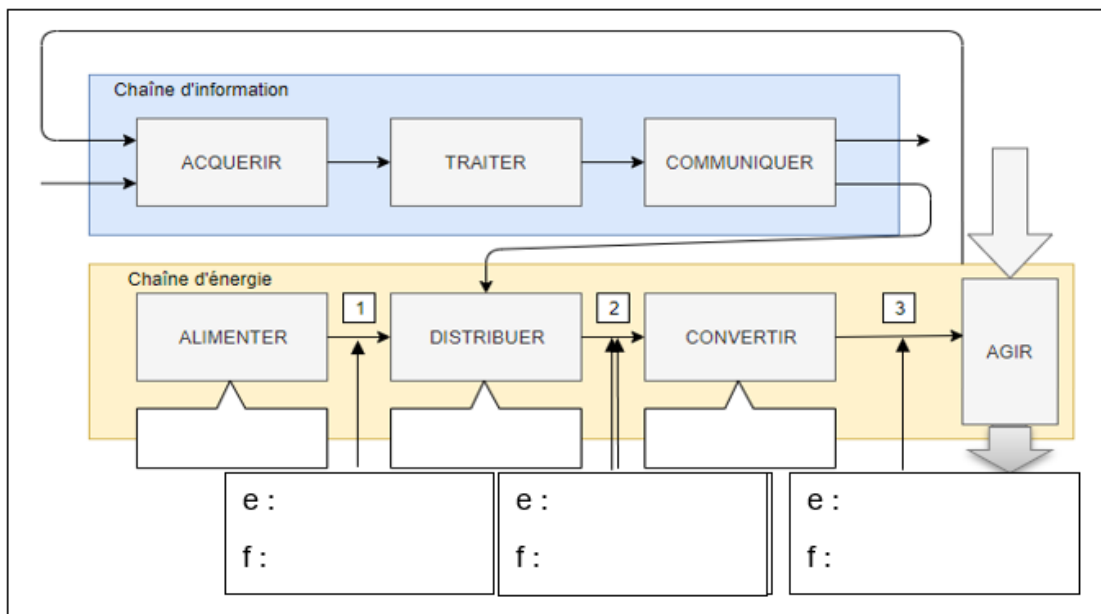 Chaîne d'information
ACQUERIR
TRAITER
COMMUNIQUER
Chaîne d'énergie
ALIMENTER
1
DISTRIBUER
2
CONVERTIR
3
AGIR
e :
f :
e :
f :
e :
f :